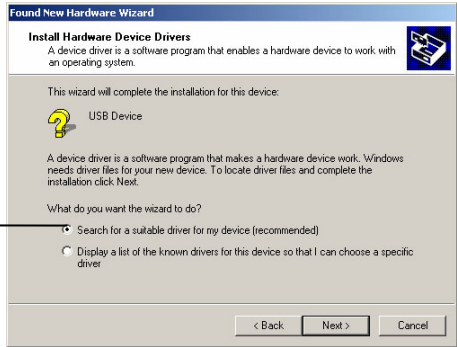 Found New Hardware Wizard
Install Hardware Device Drivers
A device driver is a software program that enables a hardware device to work with
an operating system.
This wizard will complete the installation for this device:
USB Device
A device driver is a software program that makes a hardware device work. Windows
needs driver files for your new device. To locate driver files and complete the
installation click Next.
What do you want the wizard to do?
Search for a suitable driver for my device (recommended)
Display a list of the known drivers for this device so that I can choose a specific
driver
< Back Next > Cancel